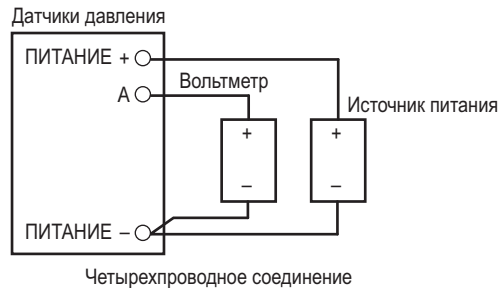 Датчики давления
ПИТАНИЕ +
Вольтметр
А
Источник питания
+ +
– –
ПИТАНИЕ –
Четырехпроводное соединение